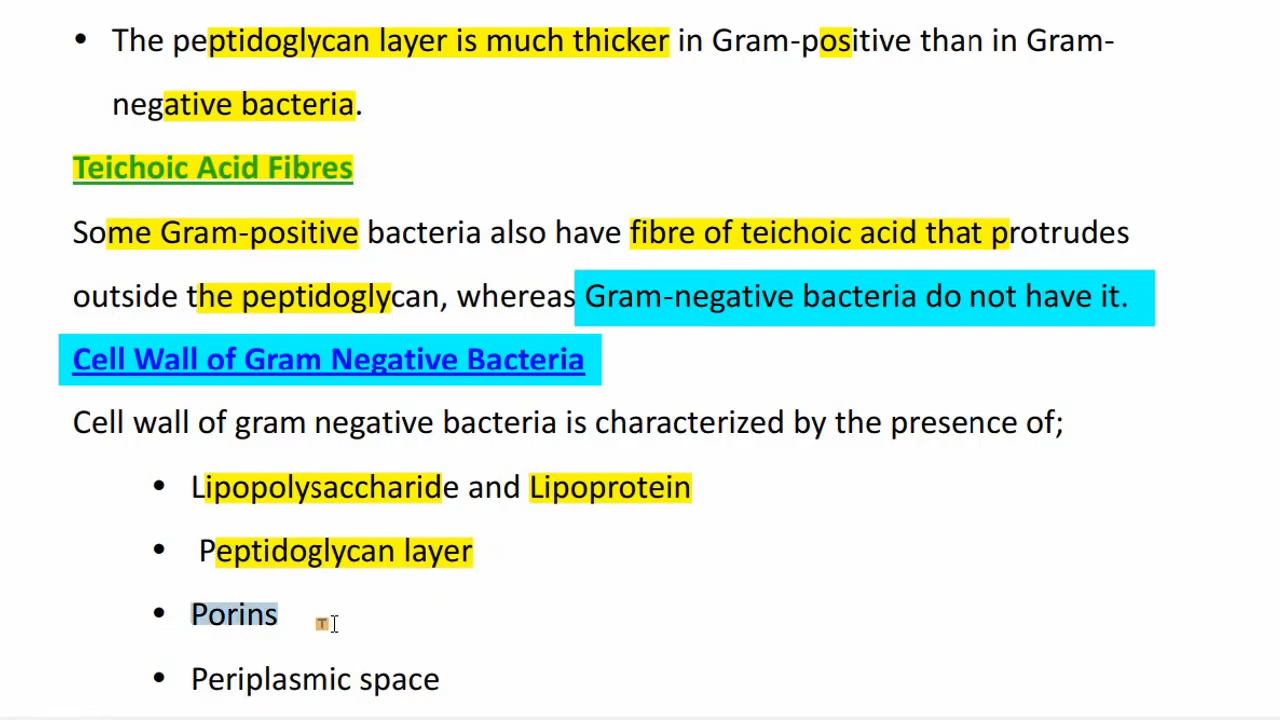 • The peptidoglycan layer is much thicker in Gram-positive than in Gram-
negative bacteria.
Teichoic Acid Fibres
Some Gram-positive bacteria also have fibre of teichoic acid that protrudes
outside the peptidoglycan, whereas Gram-negative bacteria do not have it.
Cell Wall of Gram Negative Bacteria
Cell wall of gram negative bacteria is characterized by the presence of;
• Lipopolysaccharide and Lipoprotein
• Peptidoglycan layer
• Porins
• Periplasmic space